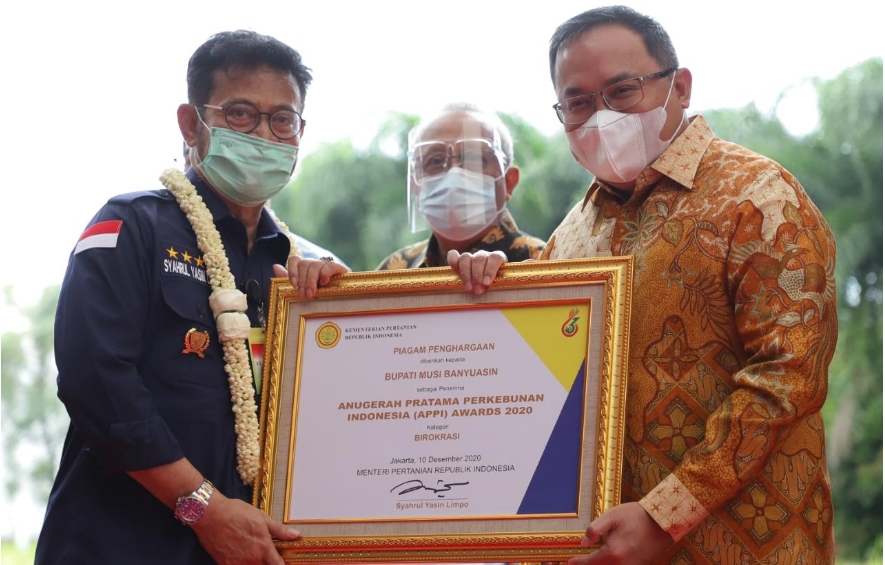 SYAHRUL YASIN
KEMENTERIAN PERTANIAN
REPUBLIK INDONESIA
PIAGAM PENGHARGAAN
diberikan kepada
BUPATI MUSI BANYUASIN
sebagai Penerima
ANUGERAH PRATAMA PERKEBUNAN
INDONESIA (APPI) AWARDS 2020
Kategori
BIROKRASI
Jakarta, 10 Desember 2020
MENTERI PERTANIAN REPUBLIK INDONESIA
Syahrul Yasin Limpo